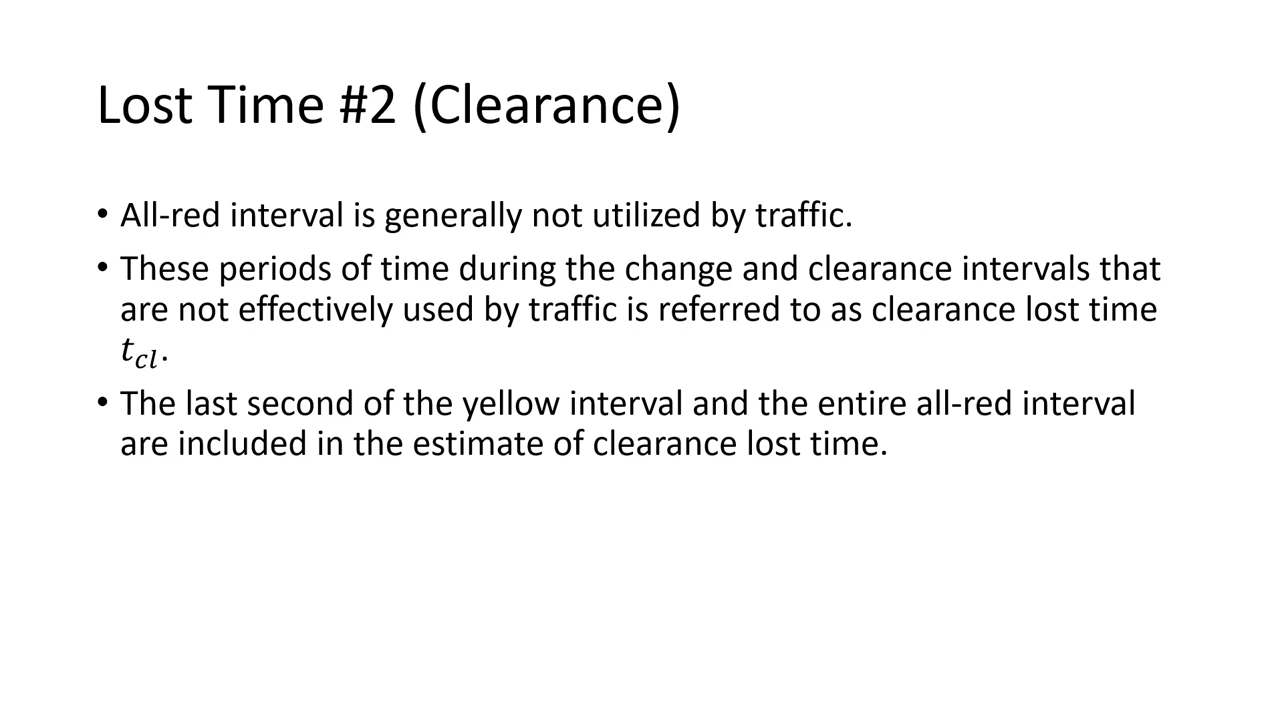 Lost Time #2 (Clearance)
• All-red interval is generally not utilized by traffic.
• These periods of time during the change and clearance intervals that
are not effectively used by traffic is referred to as clearance lost time
t_{cl}.
• The last second of the yellow interval and the entire all-red interval
are included in the estimate of clearance lost time.